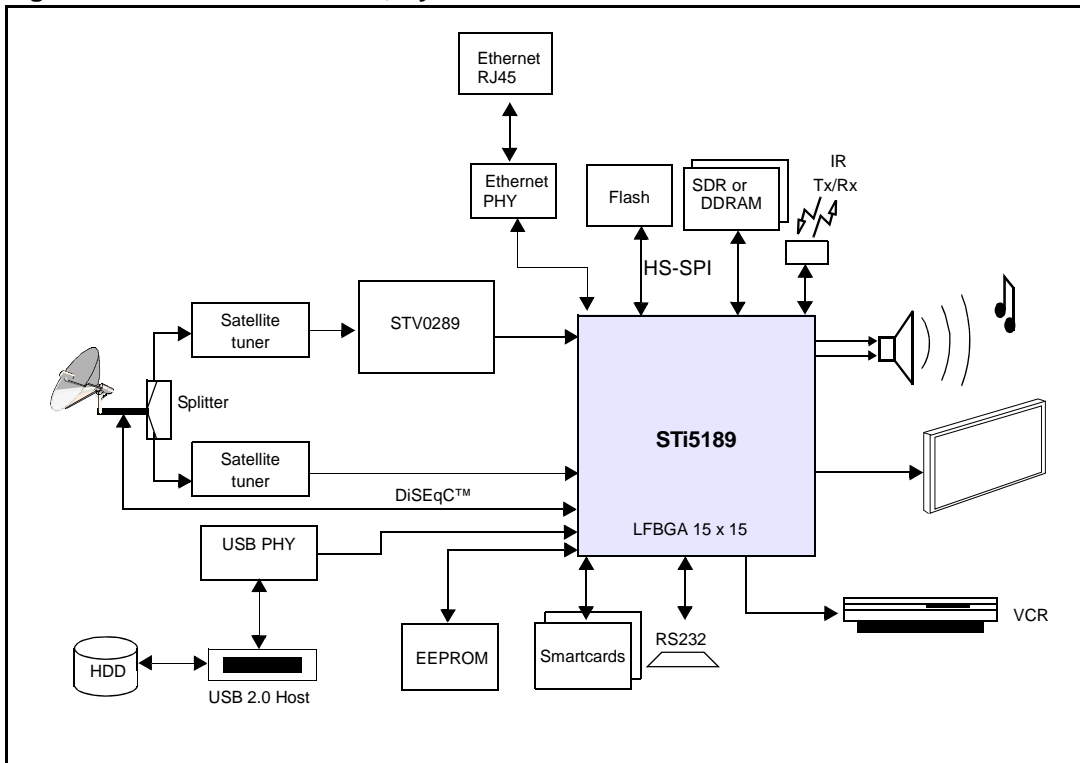 Ethernet
RJ45
Ethernet
PHY
Flash
SDR or
DDRAM
IR
Tx/Rx
HS-SPI
Satellite
tuner
STV0289
Splitter
STi5189
Satellite
tuner
DiSEqC™
LFBGA 15 x 15
USB PHY
EEPROM
Smartcards
RS232
VCR
HDD
USB 2.0 Host